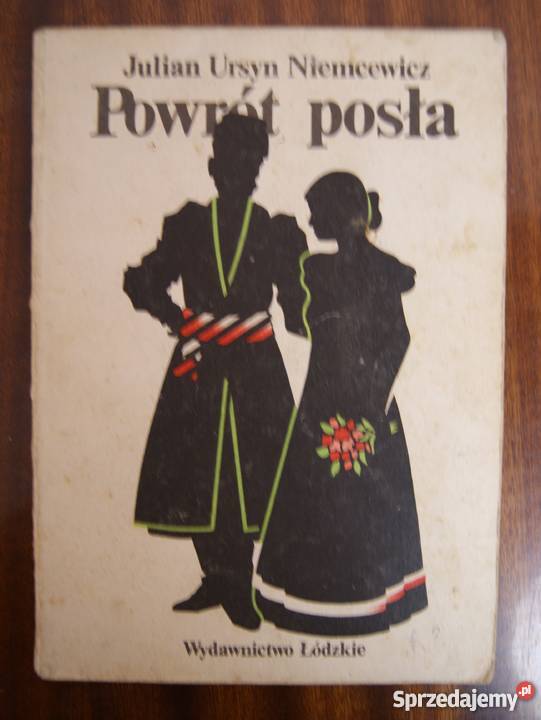 Julian Ursyn Niemcewicz
Powrót posła
Wydawnictwo Łódzkie
Sprzedajemy.pl